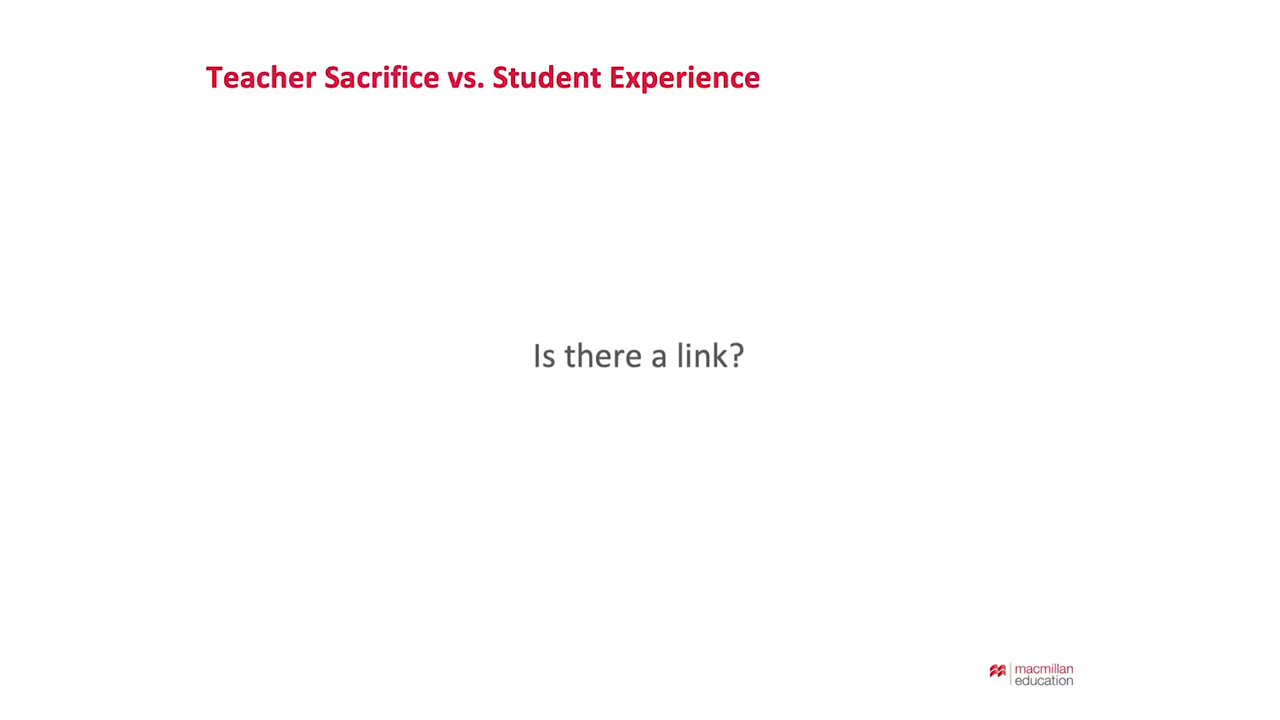 Teacher Sacrifice vs. Student Experience
Is there a link?
macmillan
education